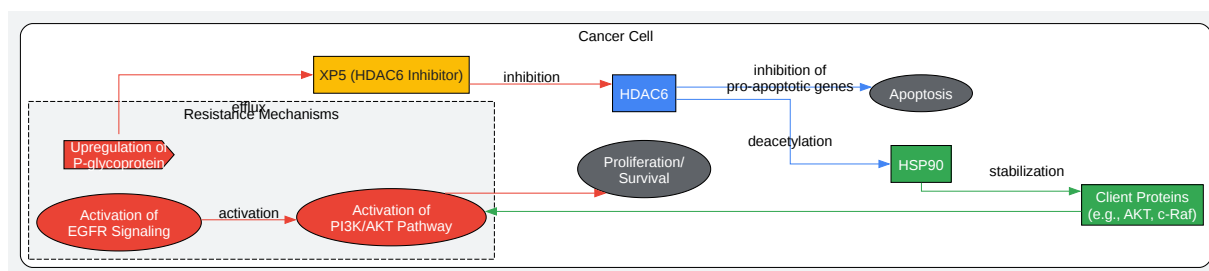 Cancer Cell
XP5 (HDAC6 Inhibitor)
inhibition
HDAC6
inhibition of
pro-apoptotic genes
Apoptosis
efflux
Resistance Mechanisms
Upregulation of
P-glycoprotein
deacetylation
Proliferation/
Survival
HSP90
stabilization
Client Proteins
(e.g., AKT, c-Raf)
Activation of
EGFR Signaling
activation
Activation of
PI3K/AKT Pathway